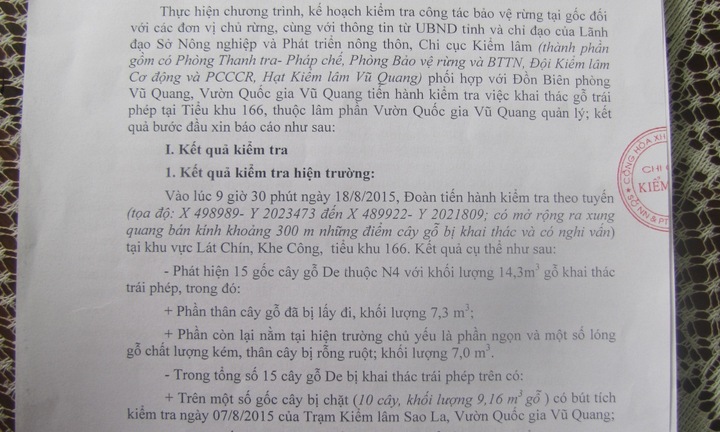 Thực hiện chương trình, kế hoạch kiểm tra công tác bảo vệ rừng tại gốc đối
với các đơn vị chủ rừng, cùng với thông tin từ UBND tỉnh và chỉ đạo của Lãnh
đạo Sở Nông nghiệp và Phát triển nông thôn, Chi cục Kiểm lâm (thành phần
gồm có Phòng Thanh tra- Pháp chế, Phòng Bảo vệ rừng và BTTN, Đội Kiểm lâm
Cơ động và PCCCR, Hạt Kiểm lâm Vũ Quang) phối hợp với Đồn Biên phòng
Vũ Quang, Vườn Quốc gia Vũ Quang tiến hành kiểm tra việc khai thác gỗ trái
phép tại Tiểu khu 166, thuộc lâm phần Vườn Quốc gia Vũ Quang quản lý; kết
quả bước đầu xin báo cáo như sau:
I. Kết quả kiểm tra
1. Kết quả kiểm tra hiện trường:
Vào lúc 9 giờ 30 phút ngày 18/8/2015, Đoàn tiến hành kiểm tra theo tuyến
(tọa độ: X 498989- Y 2023473 đến X 489922- Y 2021809; có mở rộng ra xung
quang bán kính khoảng 300 m những điểm cây gỗ bị khai thác và có nghi vấn)
tại khu vực Lát Chín, Khe Công, tiểu khu 166. Kết quả cụ thể như sau:
- Phát hiện 15 gốc cây gỗ De thuộc N4 với khối lượng 14,3m³ gỗ khai thác
trái phép, trong đó:
+ Phần thân cây gỗ đã bị lấy đi, khối lượng 7,3 m³;
+ Phần còn lại nằm tại hiện trường chủ yếu là phần ngọn và một số lóng
gỗ chất lượng kém, thân cây bị rỗng ruột; khối lượng 7,0 m³.
- Trong tổng số 15 cây gỗ De bị khai thác trái phép trên có:
+ Trên một số gốc cây bị chặt (10 cây, khối lượng 9,16 m³ gỗ ) có bút tích
kiểm tra ngày 07/8/2015 của Trạm Kiểm lâm Sao La, Vườn Quốc gia Vũ Quang;
CỘNG HÒA XH
CHI C
KIỂM
SỞ NN & PT